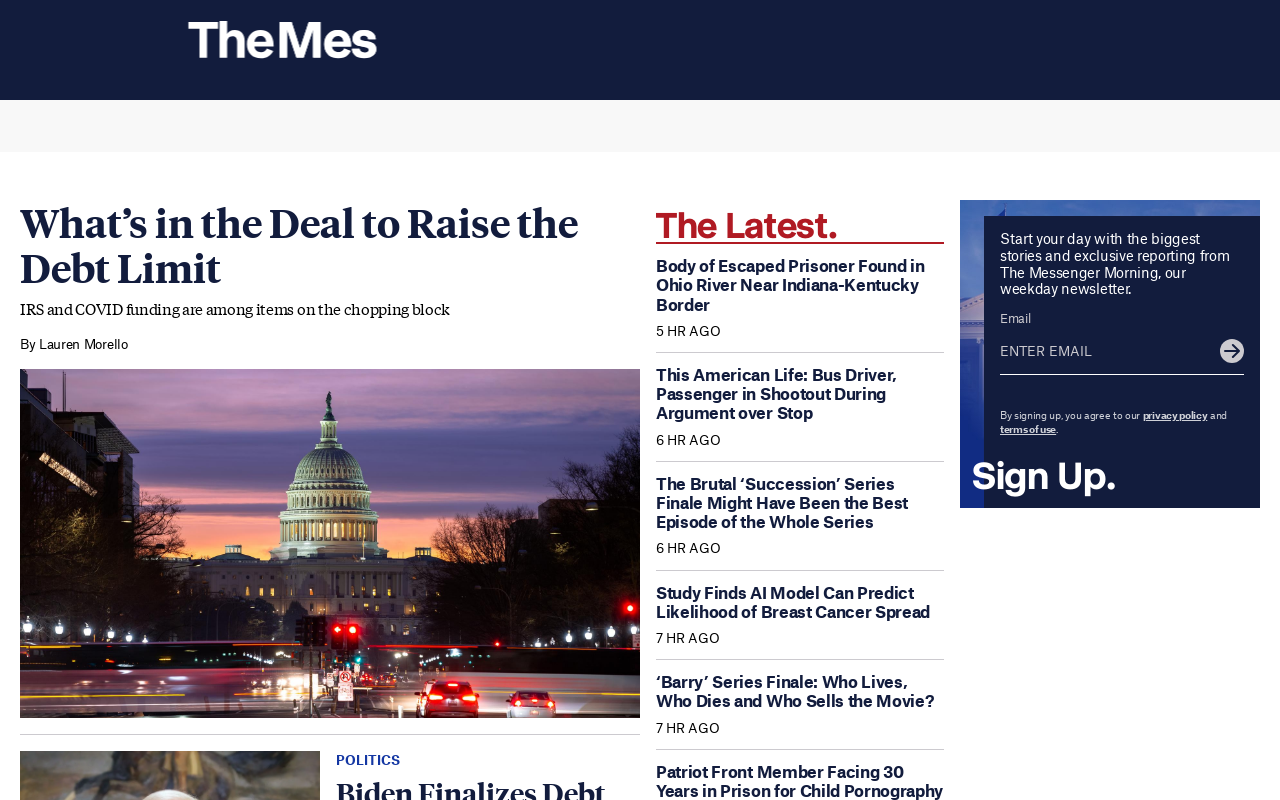 TheMes
What's in the Deal to Raise the
Debt Limit
IRS and COVID funding are among items on the chopping block
By Lauren Morello
POLITICS
Biden Finalizes Debt
The Latest.
Body of Escaped Prisoner Found in
Ohio River Near Indiana-Kentucky
Border
5 HR AGO
This American Life: Bus Driver,
Passenger in Shootout During
Argument over Stop
6 HR AGO
The Brutal ‘Succession’ Series
Finale Might Have Been the Best
Episode of the Whole Series
6 HR AGO
Study Finds AI Model Can Predict
Likelihood of Breast Cancer Spread
7 HR AGO
‘Barry’ Series Finale: Who Lives,
Who Dies and Who Sells the Movie?
7 HR AGO
Patriot Front Member Facing 30
Years in Prison for Child Pornography
Start your day with the biggest
stories and exclusive reporting from
The Messenger Morning, our
weekday newsletter.
Email
ENTER EMAIL
By signing up, you agree to our privacy policy and
terms of use.
Sign Up.